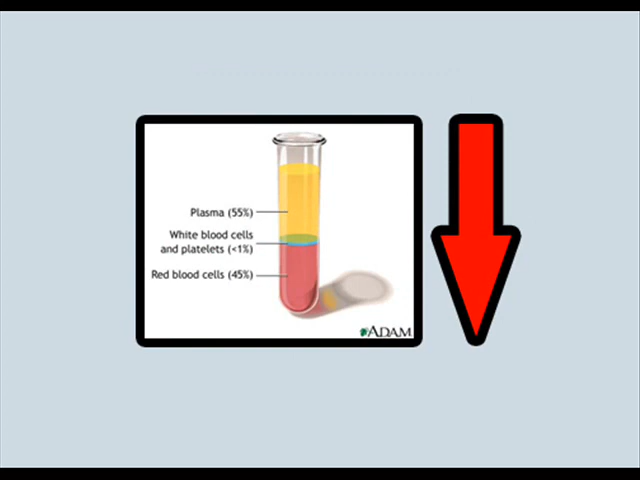 Plasma (55%)
White blood cells
and platelets (<1%)
Red blood cells (45%)
ADAM